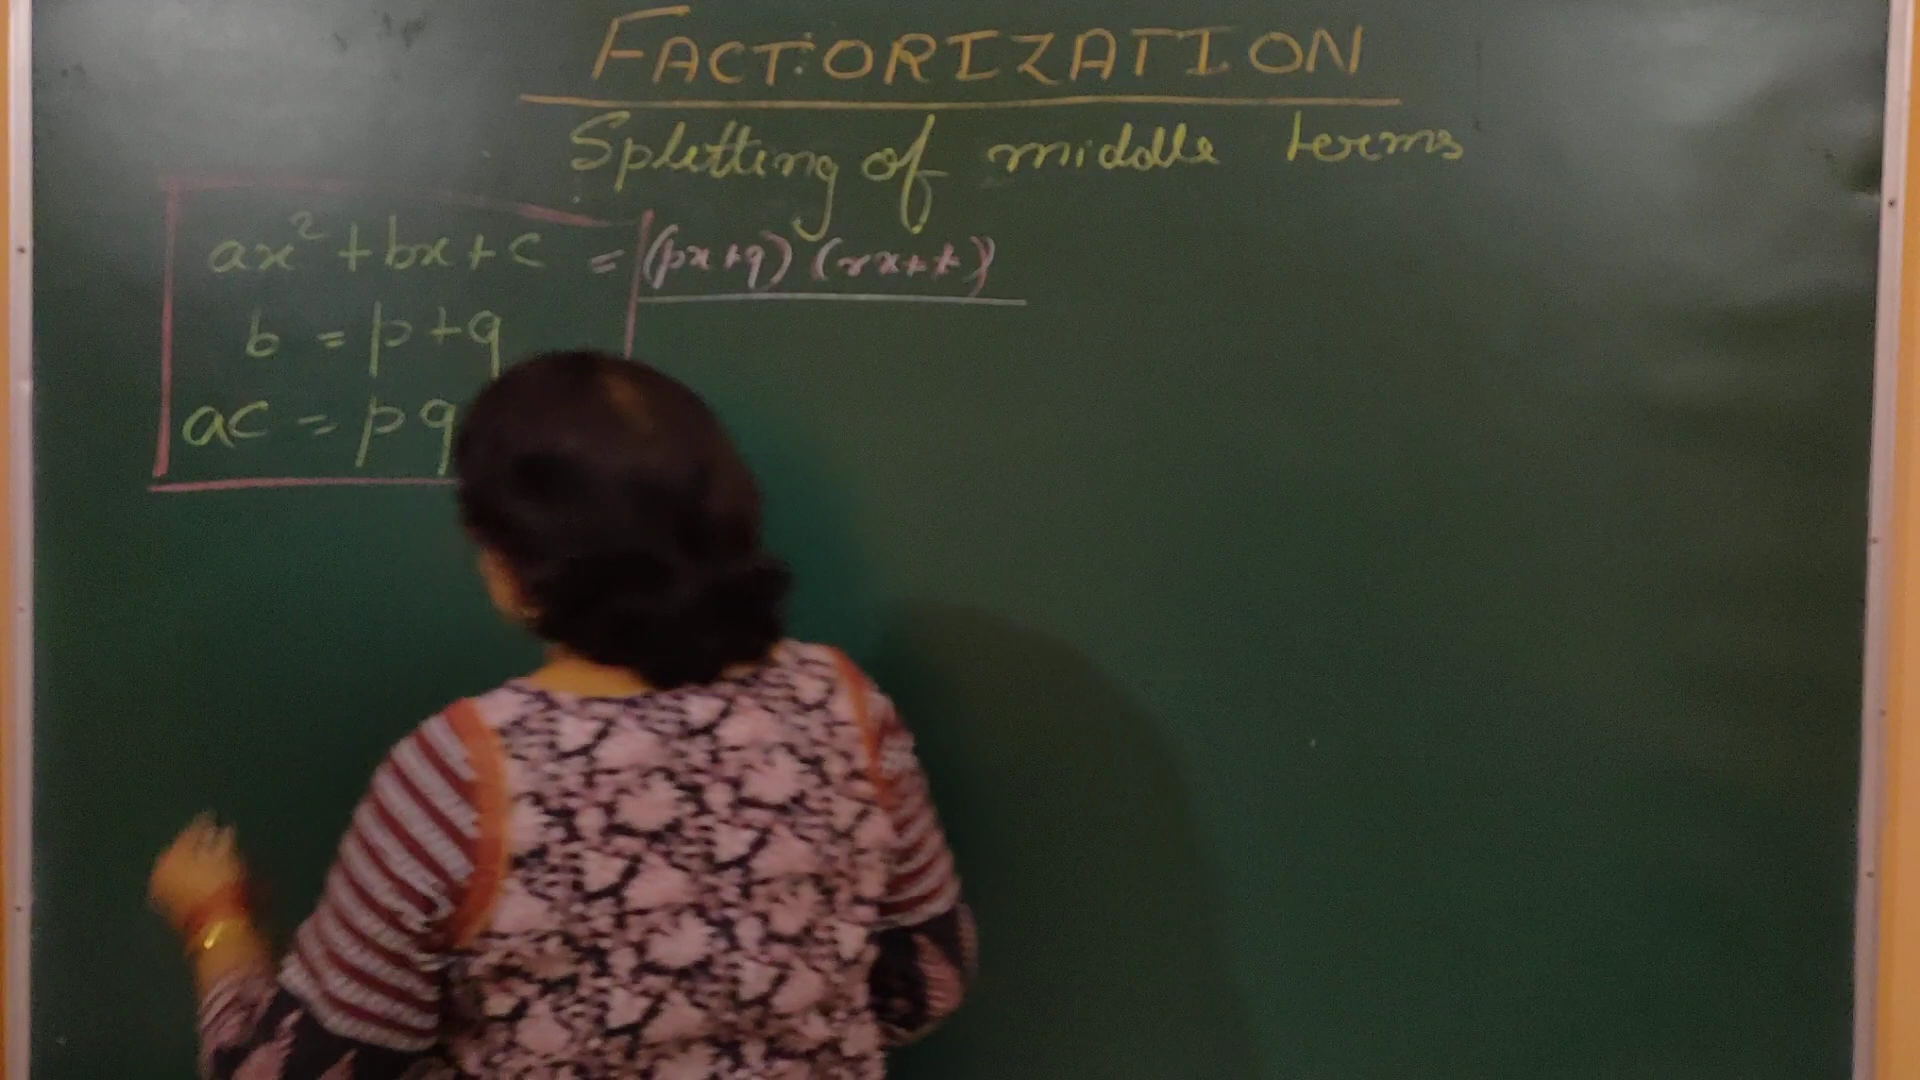 FACTORIZATION
Splitting of middle terms
ax² + bx + c = (px+q) (rx+t)
b = p+q
ac = pq